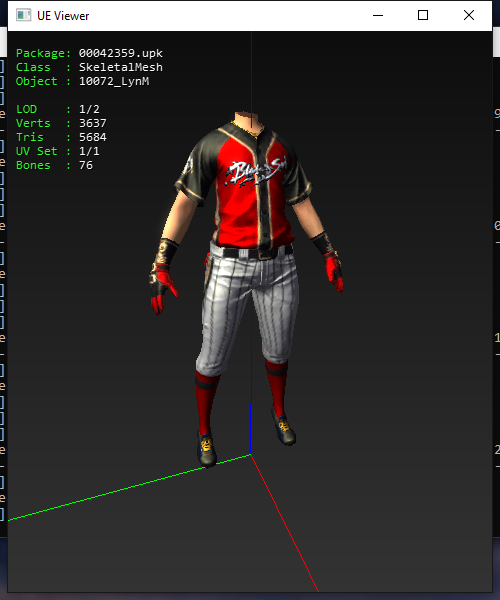 UE Viewer
Package: 00042359.upk
Class : SkeletalMesh
Object : 10072_LynM
LOD : 1/2
Verts : 3637
Tris : 5684
UV Set : 1/1
Bones : 76